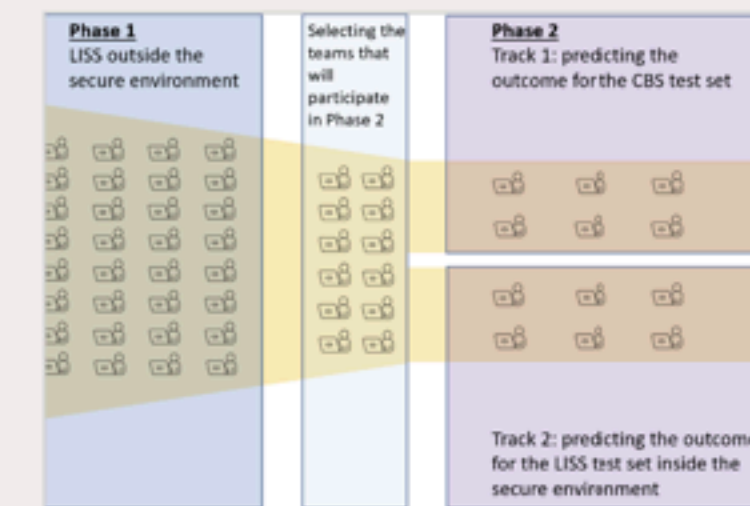 Phase 1
LISS outside the
secure environment
Selecting the
teams that
will
participate
in Phase 2
Phase 2
Track 1: predicting the
outcome for the CBS test set
Track 2: predicting the outcome
for the LISS test set inside the
secure environment